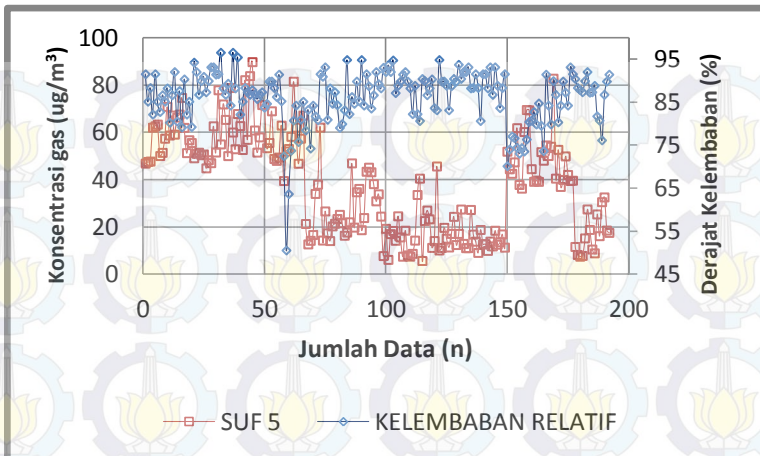 Konsentrasi gas (ug/m³)
100
80
60
40
20
0
95
85
75
65
55
45
Derajat Kelembaban (%)
0 50 100 150 200
Jumlah Data (n)
SUF 5 KELEMBABAN RELATIF